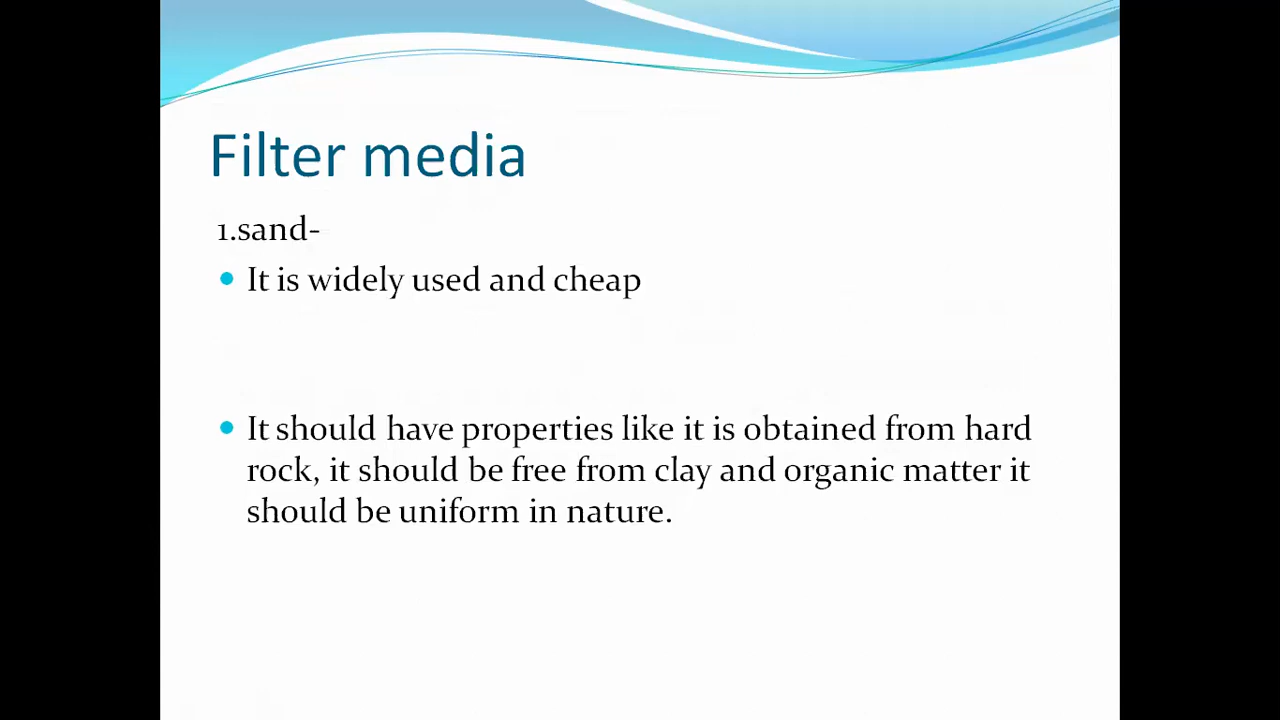 Filter media
1.sand-
It is widely used and cheap
It should have properties like it is obtained from hard
rock, it should be free from clay and organic matter it
should be uniform in nature.